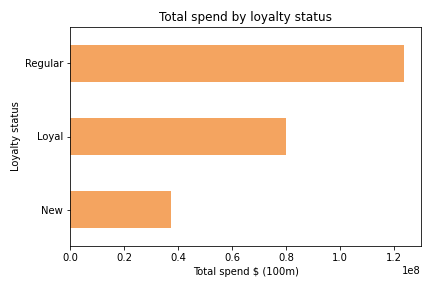 Total spend by loyalty status
Regular
Loyal
New
Loyalty status
0.0 0.2 0.4 0.6 0.8 1.0 1.2
1e8
Total spend $ (100m)